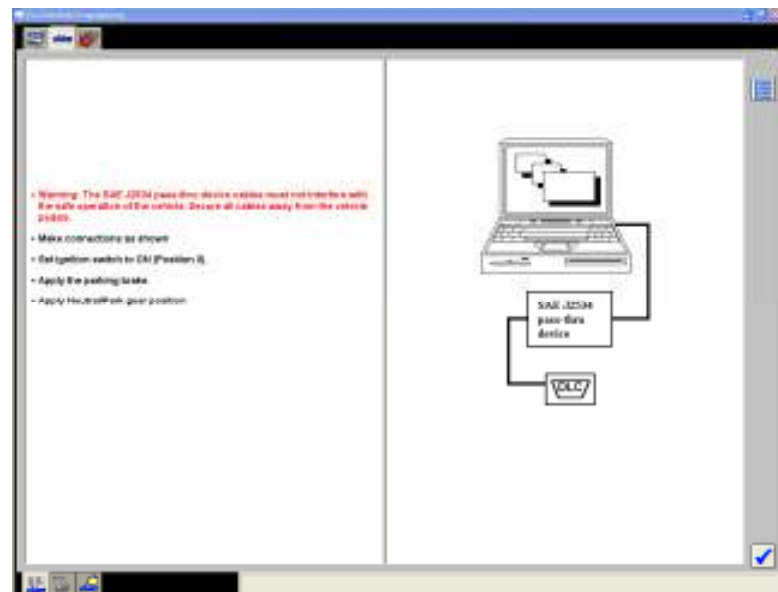 • Warning: The SAE J2534 pass-thru device cables must not interfere with
the safe operation of the vehicle. Secure all cables away from the vehicle
pedals.
• Make connections as shown
• Set ignition switch to ON (Position II).
• Apply the parking brake
• Apply Neutral/Park gear position
SAE J2534
pass-thru
device
DLC